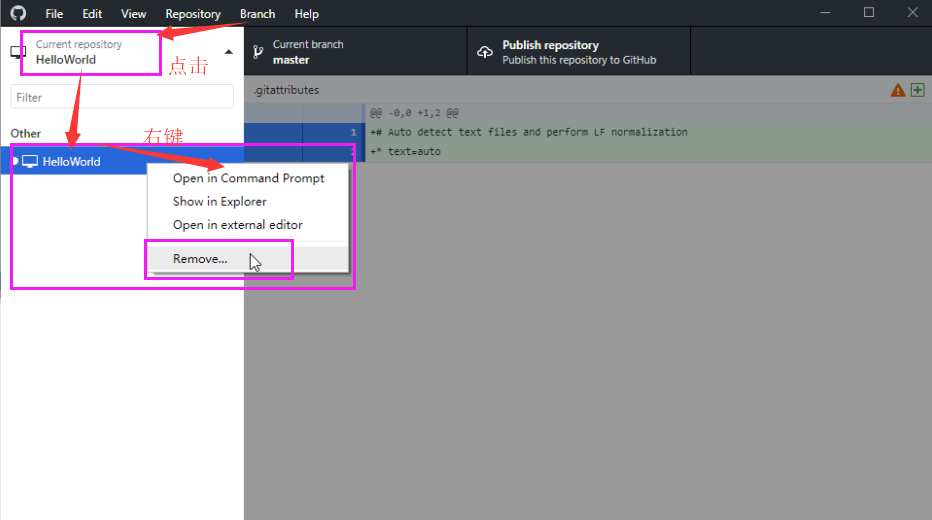 File Edit View Repository Branch Help
Current repository
HelloWorld
点击
Current branch
master
Publish repository
Publish this repository to GitHub
Filter
.gitattributes
@@ -0,0 +1,2 @@
Other
右键
1 +# Auto detect text files and perform LF normalization
+* text=auto
HelloWorld
Open in Command Prompt
Show in Explorer
Open in external editor
Remove...